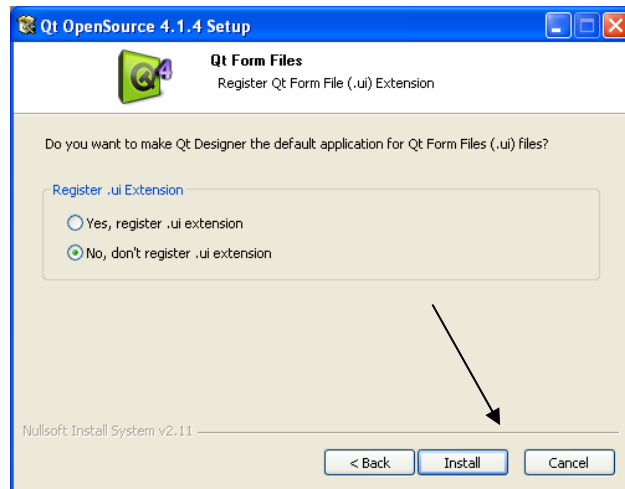 Qt OpenSource 4.1.4 Setup
4
Qt Form Files
Register Qt Form File (.ui) Extension
Do you want to make Qt Designer the default application for Qt Form Files (.ui) files?
Register .ui Extension
Yes, register .ui extension
No, don't register .ui extension
Nullsoft Install System v2.11
< Back Install Cancel